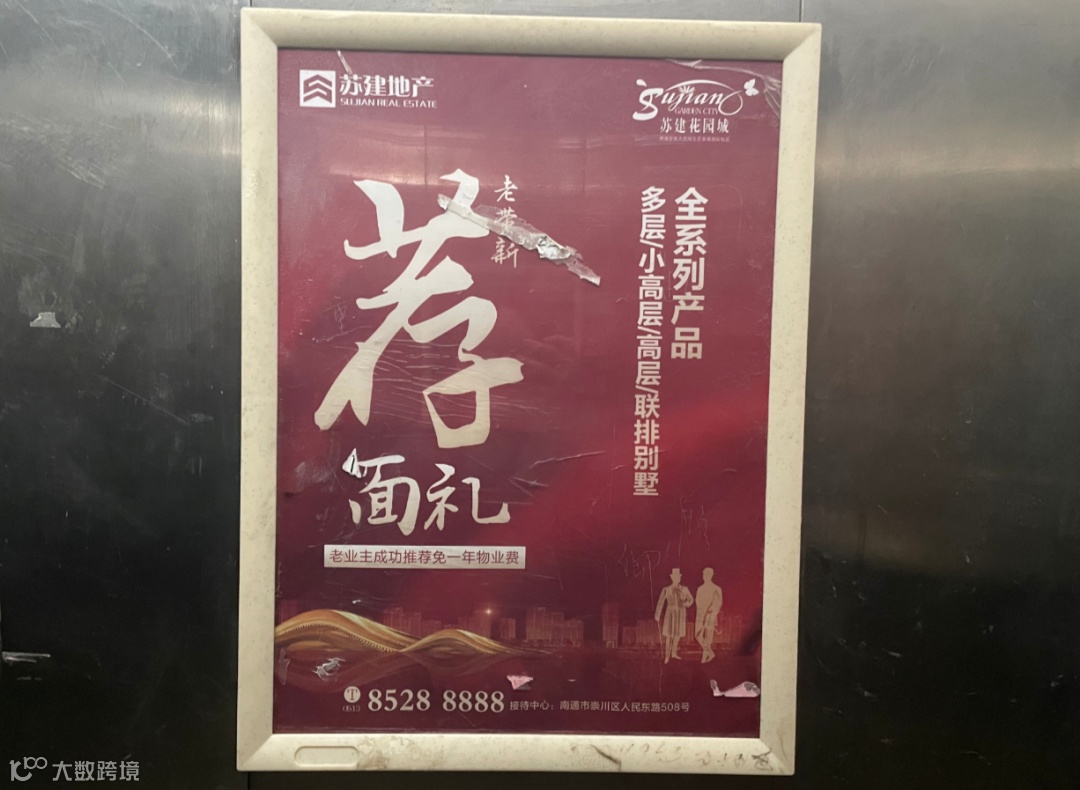 苏建地产
SUJIAN REAL ESTATE
Sujian
GARDEN CITY
苏建花园城
老带新
荐
面礼
老业主成功推荐免一年物业费
全系列产品
多层/小高层/高层/联排别墅
8528 8888
接待中心：南通市崇川区人民东路508号
大数跨境